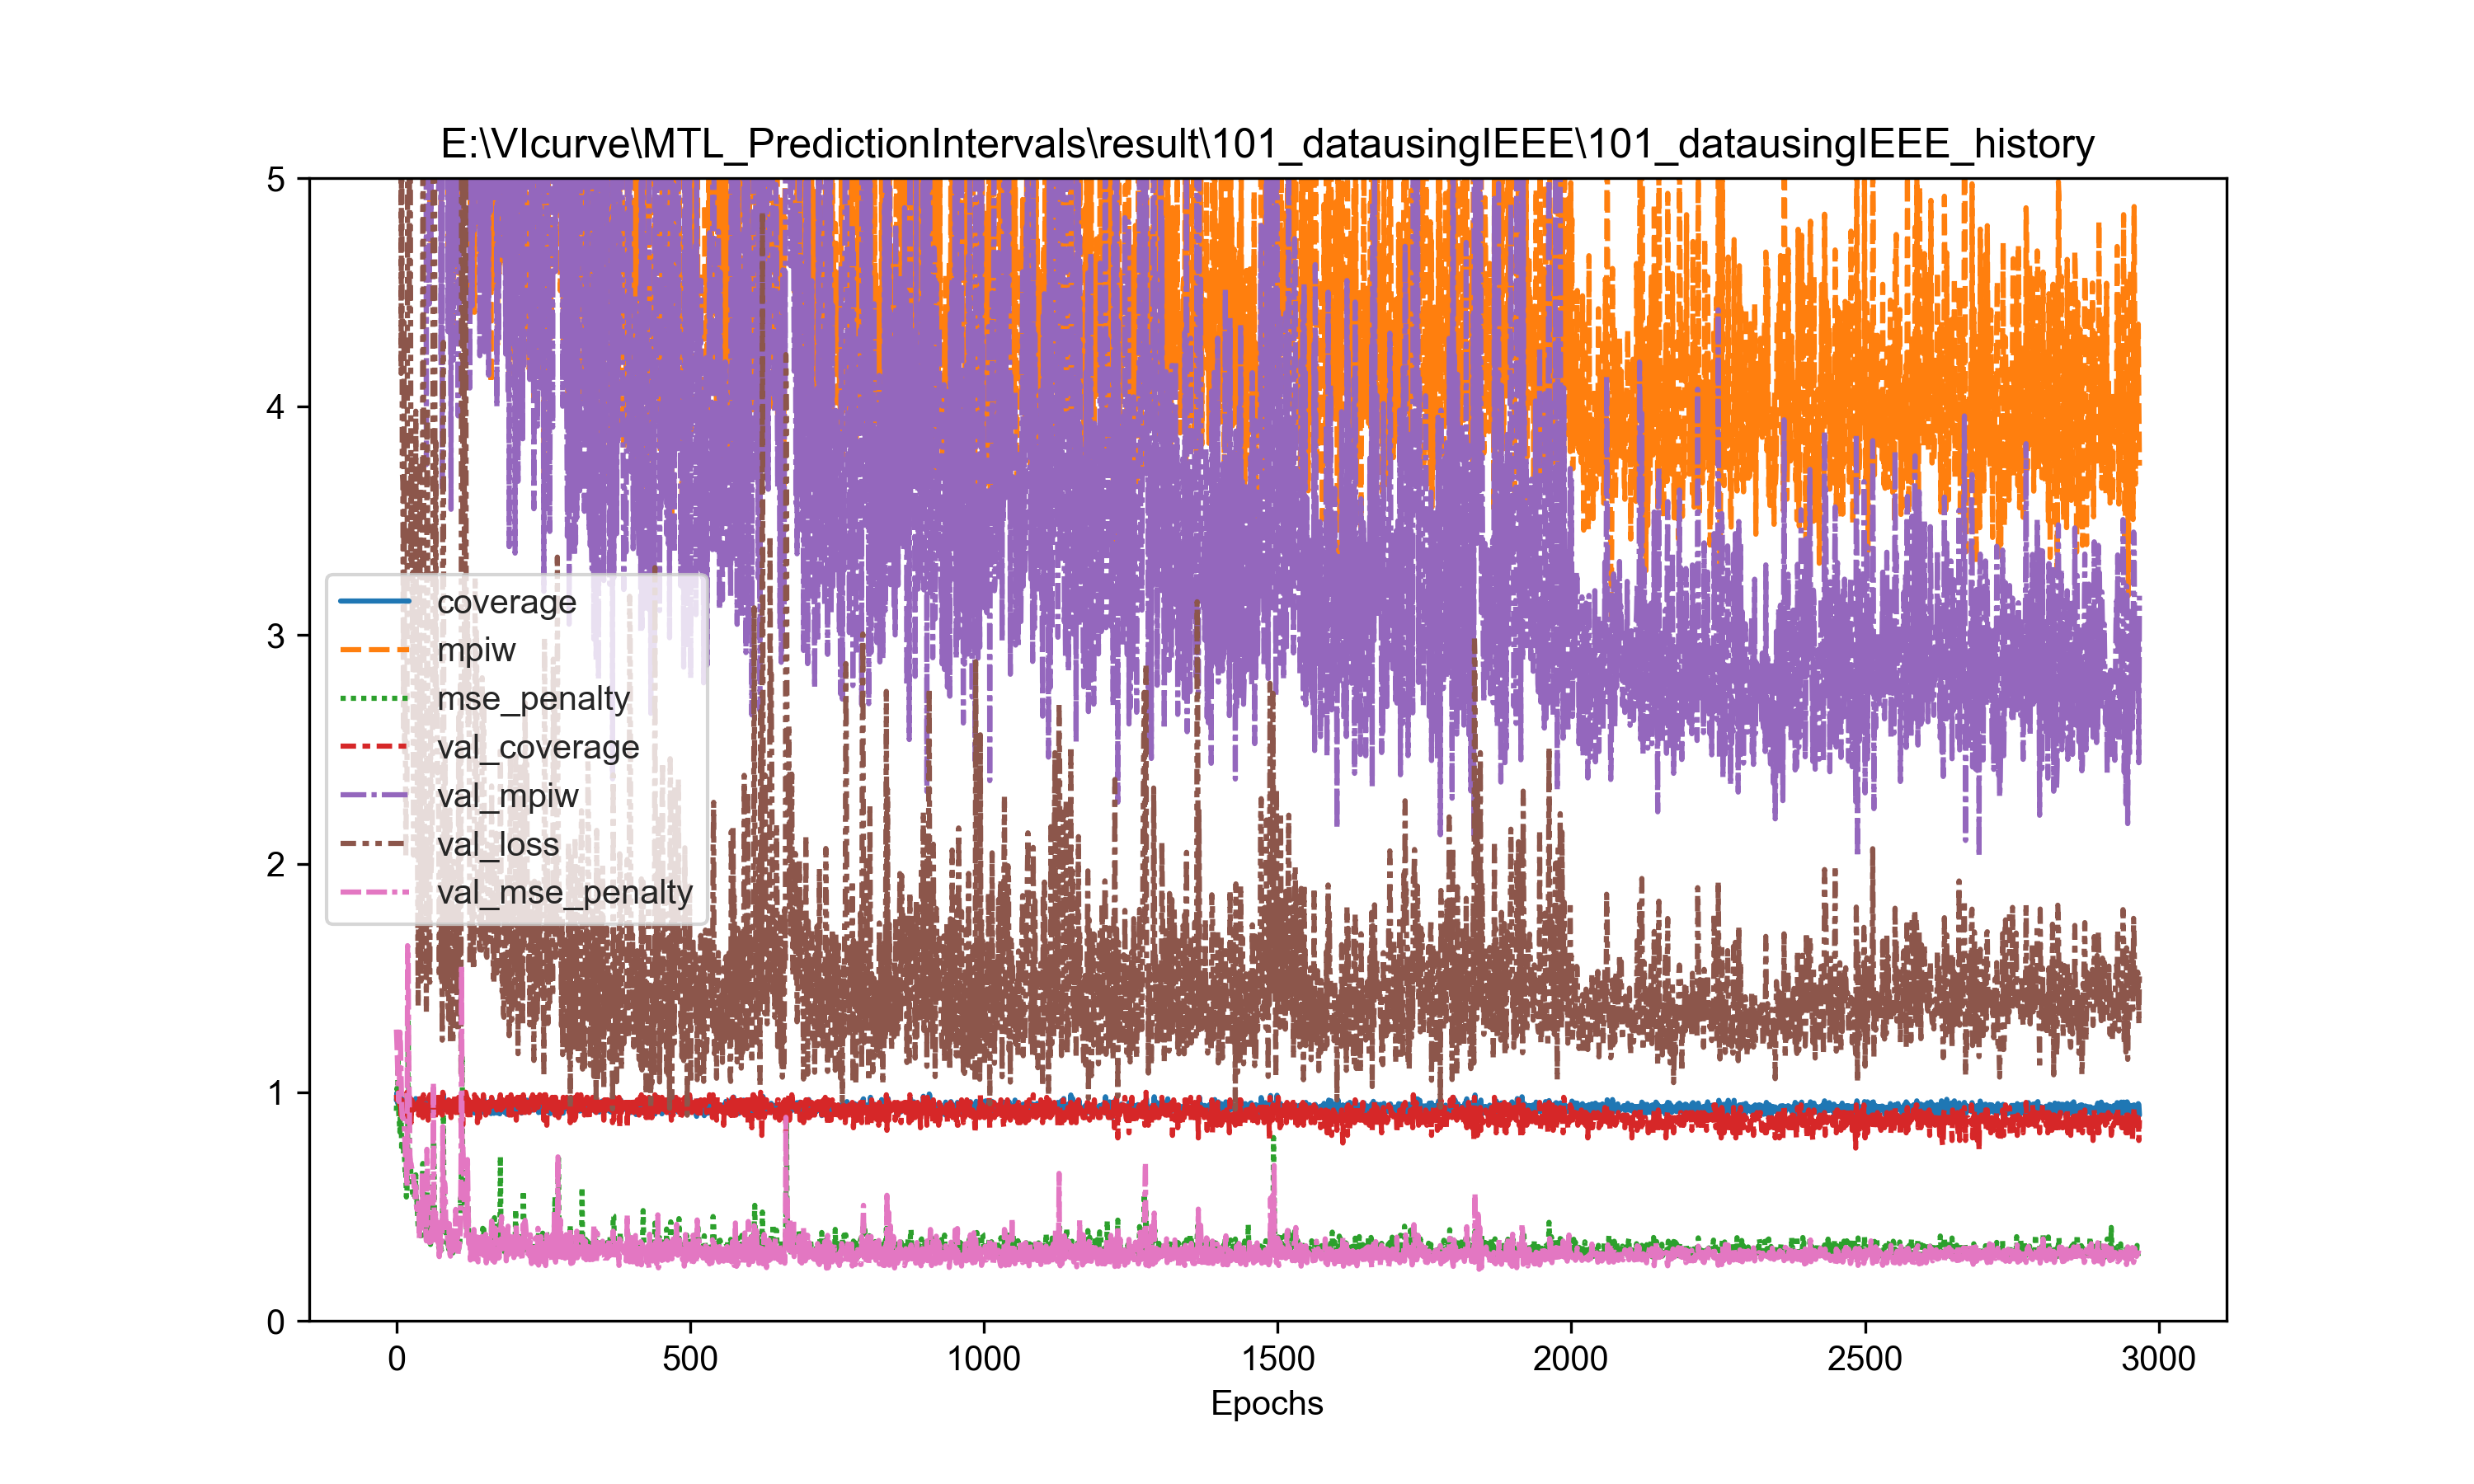 E:\VIcurve\MTL_PredictionIntervals\result\101_datausingIEEE\101_datausingIEEE_history
5
4
3
2
1
0
coverage
mpiw
mse_penalty
val_coverage
val_mpiw
val_loss
val_mse_penalty
0 500 1000 1500 2000 2500 3000
Epochs